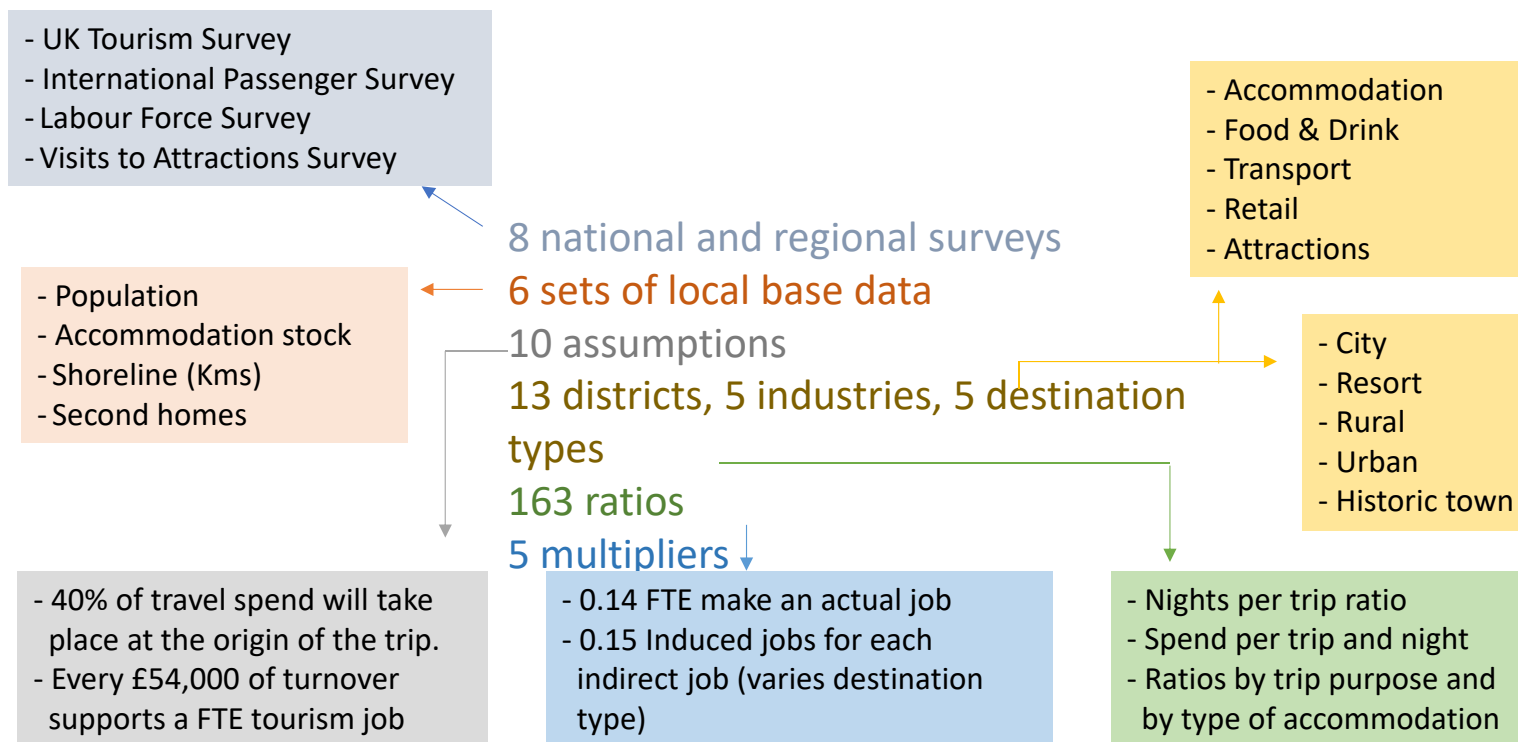 - UK Tourism Survey
- International Passenger Survey
- Labour Force Survey
- Visits to Attractions Survey
- Accommodation
- Food & Drink
- Transport
- Retail
- Attractions
8 national and regional surveys
6 sets of local base data
10 assumptions
13 districts, 5 industries, 5 destination
types
163 ratios
5 multipliers
- Population
- Accommodation stock
- Shoreline (Kms)
- Second homes
- City
- Resort
- Rural
- Urban
- Historic town
- 40% of travel spend will take
place at the origin of the trip.
- Every £54,000 of turnover
supports a FTE tourism job
- 0.14 FTE make an actual job
- 0.15 Induced jobs for each
indirect job (varies destination
type)
- Nights per trip ratio
- Spend per trip and night
- Ratios by trip purpose and
by type of accommodation